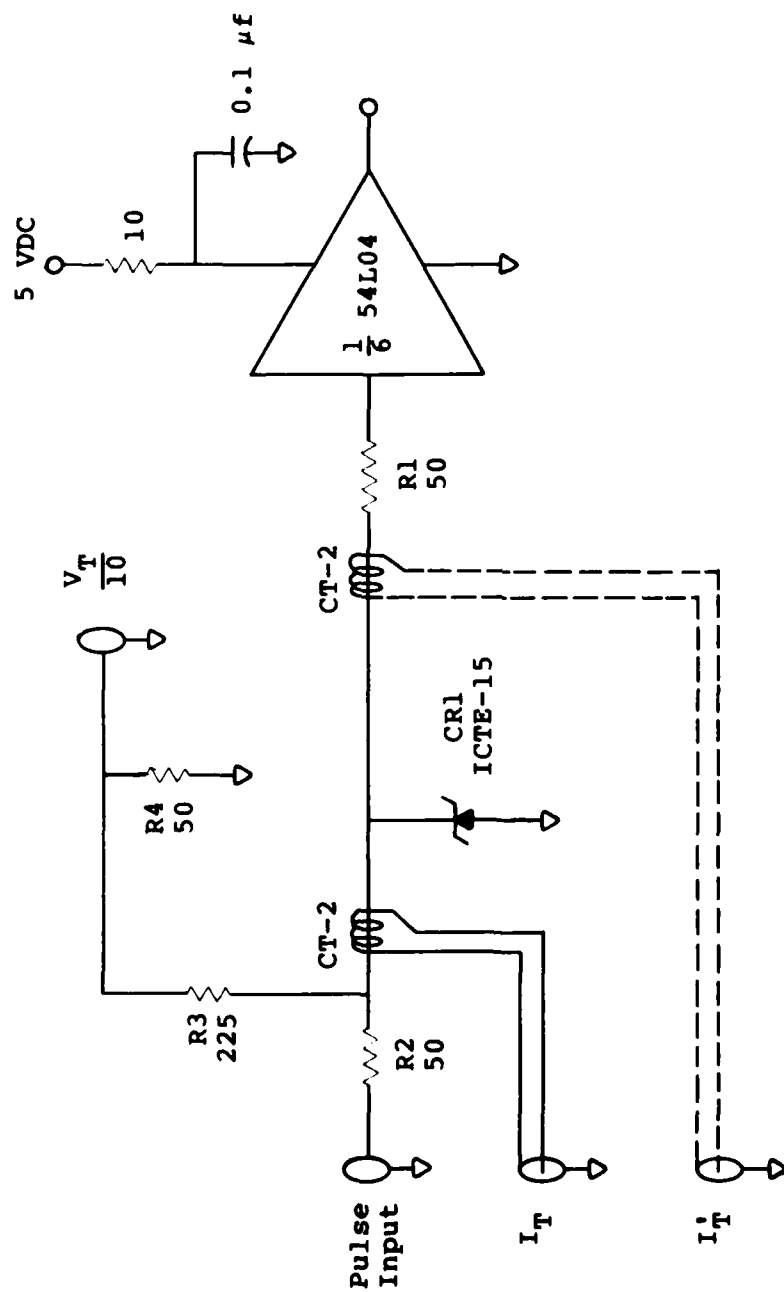 5 VDC
10
0.1 µf
V_T
10
1
6
54L04
R4
50
R3
225
CT-2
CT-2
R1
50
R2
50
CR1
ICTE-15
Pulse
Input
I_T
I'_T